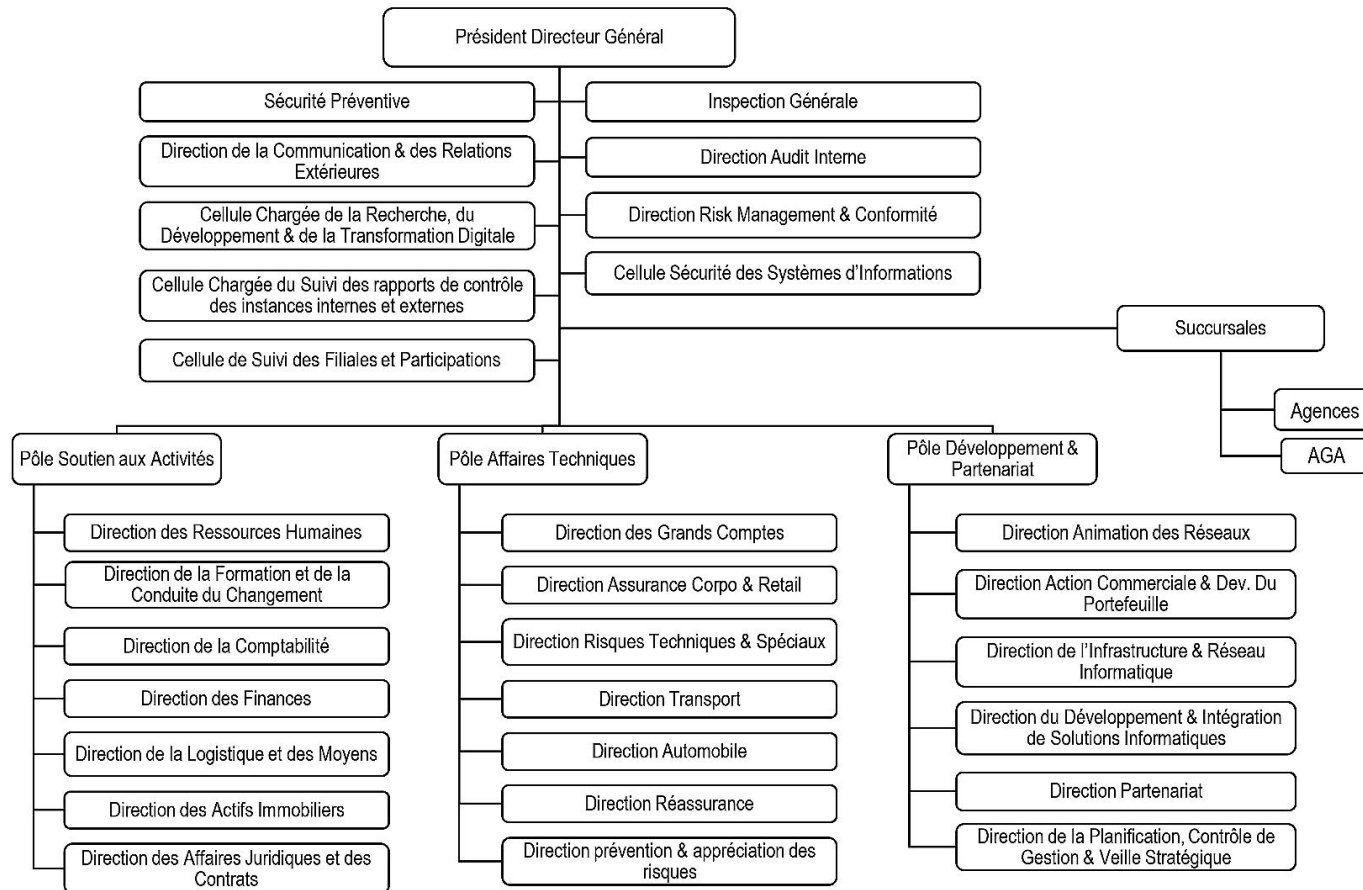 Président Directeur Général
Sécurité Préventive
Inspection Générale
Direction de la Communication & des Relations
Extérieures
Direction Audit Interne
Cellule Chargée de la Recherche, du
Développement & de la Transformation Digitale
Direction Risk Management & Conformité
Cellule Chargée du Suivi des rapports de contrôle
des instances internes et externes
Cellule Sécurité des Systèmes d'Informations
Cellule de Suivi des Filiales et Participations
Succursales
Agences
AGA
Pôle Soutien aux Activités
Direction des Ressources Humaines
Direction de la Formation et de la
Conduite du Changement
Direction de la Comptabilité
Direction des Finances
Direction de la Logistique et des Moyens
Direction des Actifs Immobiliers
Direction des Affaires Juridiques et des
Contrats
Pôle Affaires Techniques
Direction des Grands Comptes
Direction Assurance Corpo & Retail
Direction Risques Techniques & Spéciaux
Direction Transport
Direction Automobile
Direction Réassurance
Direction prévention & appréciation des
risques
Pôle Développement &
Partenariat
Direction Animation des Réseaux
Direction Action Commerciale & Dev. Du
Portefeuille
Direction de l'Infrastructure & Réseau
Informatique
Direction du Développement & Intégration
de Solutions Informatiques
Direction Partenariat
Direction de la Planification, Contrôle de
Gestion & Veille Stratégique